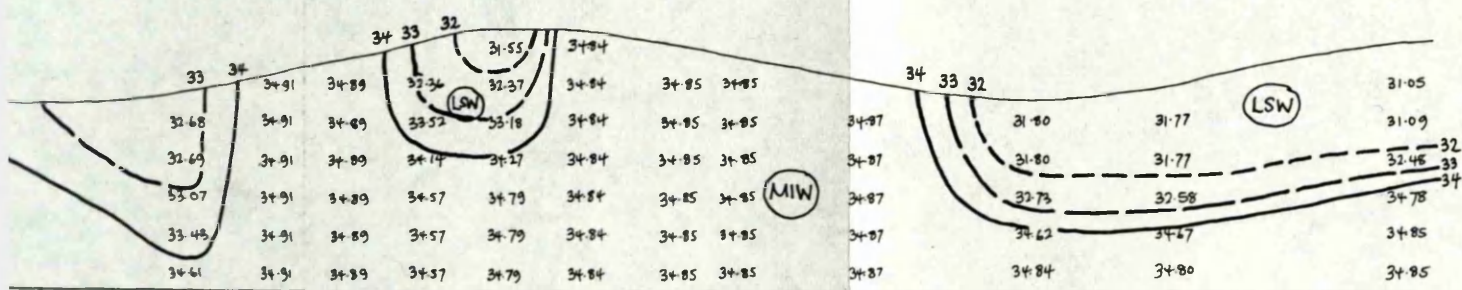 34 33 32 31.55 34.84
33 34 34.91 34.89 32.36 32.37 34.84 34.85 34.85 34 33 32 31.05
LSW LSW
32.68 34.91 34.89 33.52 33.18 34.84 34.85 34.85 34.87 31.80 31.77 31.09
32.69 34.91 34.89 34.14 34.27 34.84 34.85 34.85 34.87 31.80 31.77 32.48 32
33
MIW 34
33.07 34.91 34.89 34.57 34.79 34.84 34.85 34.85 34.87 32.73 32.58 34.78
33.43 34.91 34.89 34.57 34.79 34.84 34.85 34.85 34.87 34.62 34.67 34.85
34.61 34.91 34.89 34.57 34.79 34.84 34.85 34.85 34.87 34.84 34.80 34.85